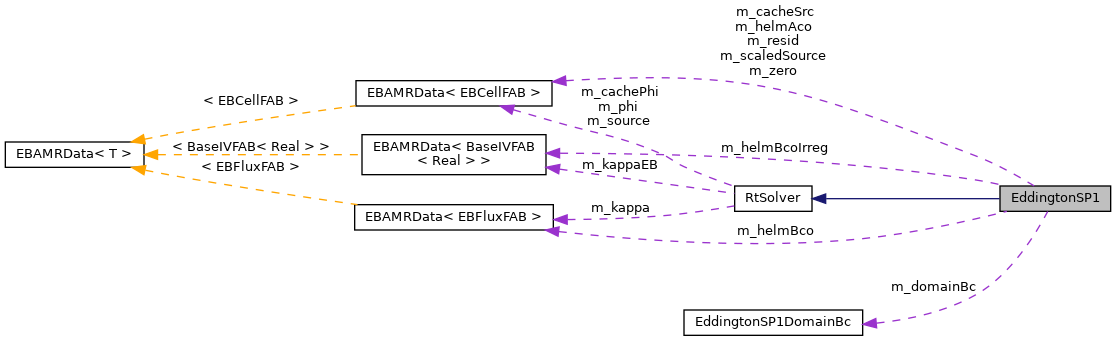 m_cacheSrc
m_helmAco
m_resid
m_scaledSource
m_zero
EBAMRData< EBCellFAB >
< EBCellFAB >
m_cachePhi
m_phi
m_source
EBAMRData< T >
< BaseIVFAB< Real > >
EBAMRData< BaseIVFAB
< Real > >
m_helmBcoIrreg
< EBFluxFAB >
m_kappaEB
RtSolver
EddingtonSP1
m_kappa
EBAMRData< EBFluxFAB >
m_helmBco
m_domainBc
EddingtonSP1DomainBc